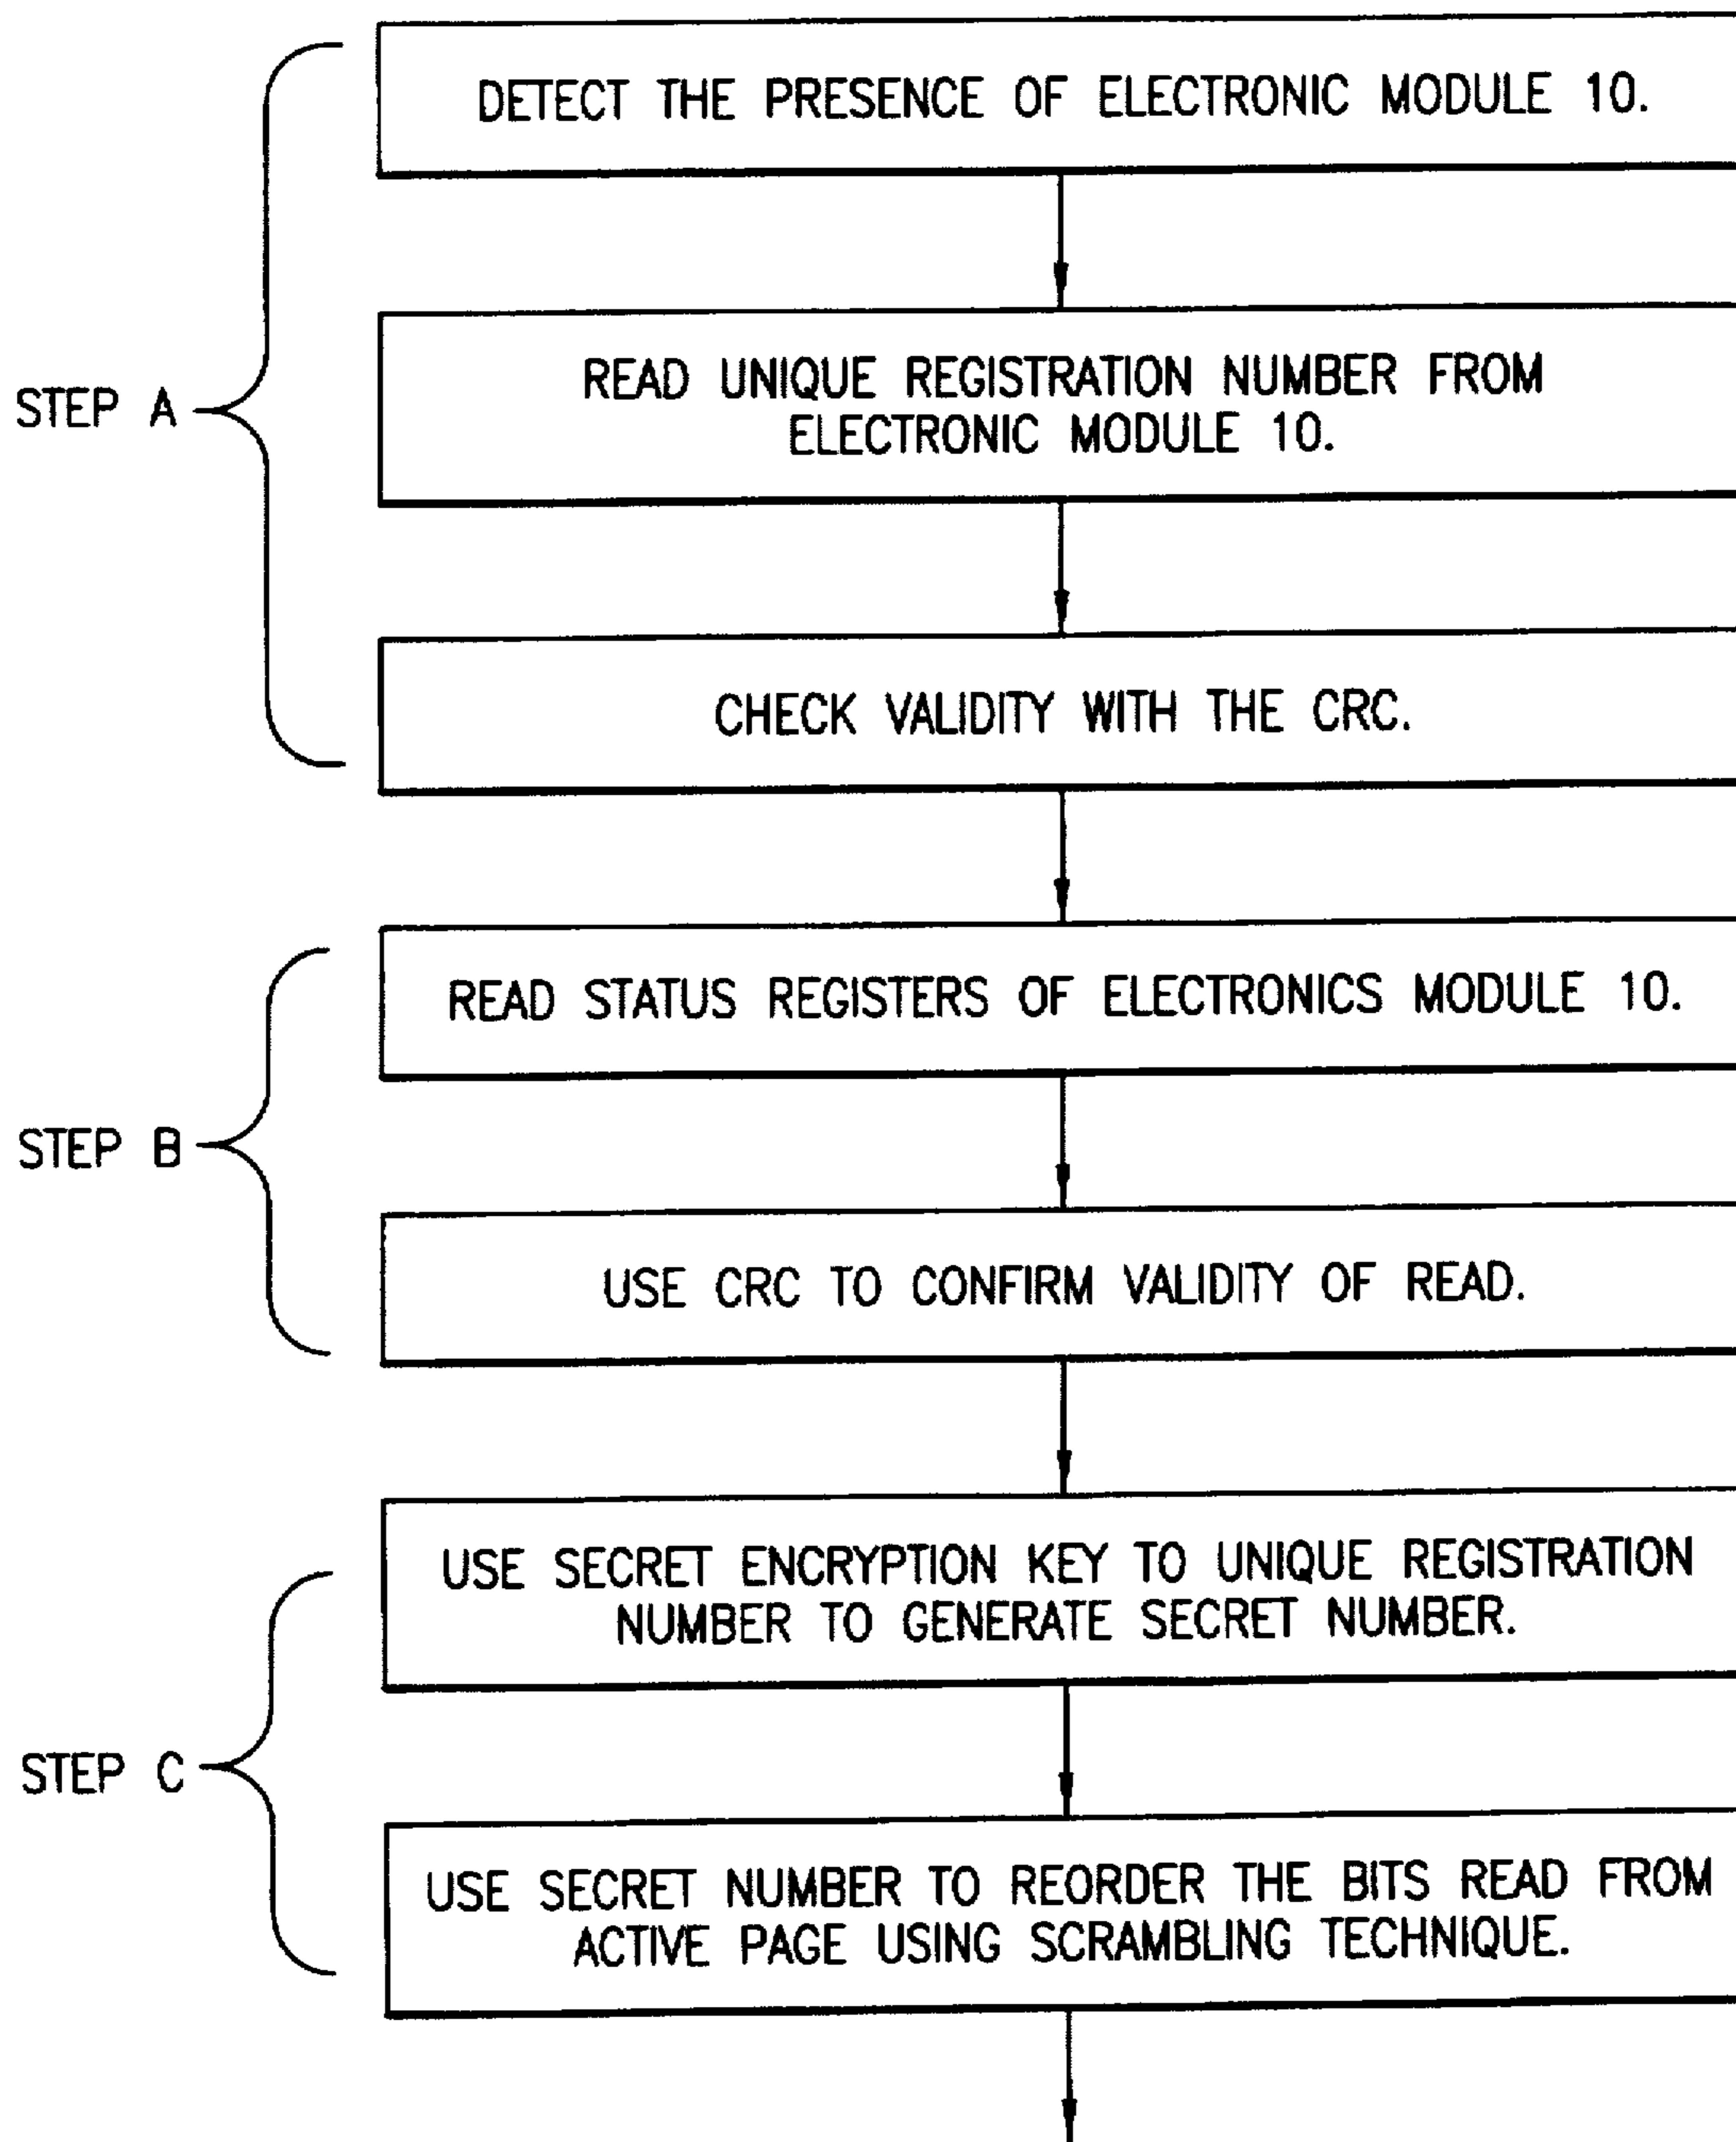 DETECT THE PRESENCE OF ELECTRONIC MODULE 10.
STEP A
READ UNIQUE REGISTRATION NUMBER FROM
ELECTRONIC MODULE 10.
CHECK VALIDITY WITH THE CRC.
READ STATUS REGISTERS OF ELECTRONICS MODULE 10.
STEP B
USE CRC TO CONFIRM VALIDITY OF READ.
USE SECRET ENCRYPTION KEY TO UNIQUE REGISTRATION
NUMBER TO GENERATE SECRET NUMBER.
STEP C
USE SECRET NUMBER TO REORDER THE BITS READ FROM
ACTIVE PAGE USING SCRAMBLING TECHNIQUE.